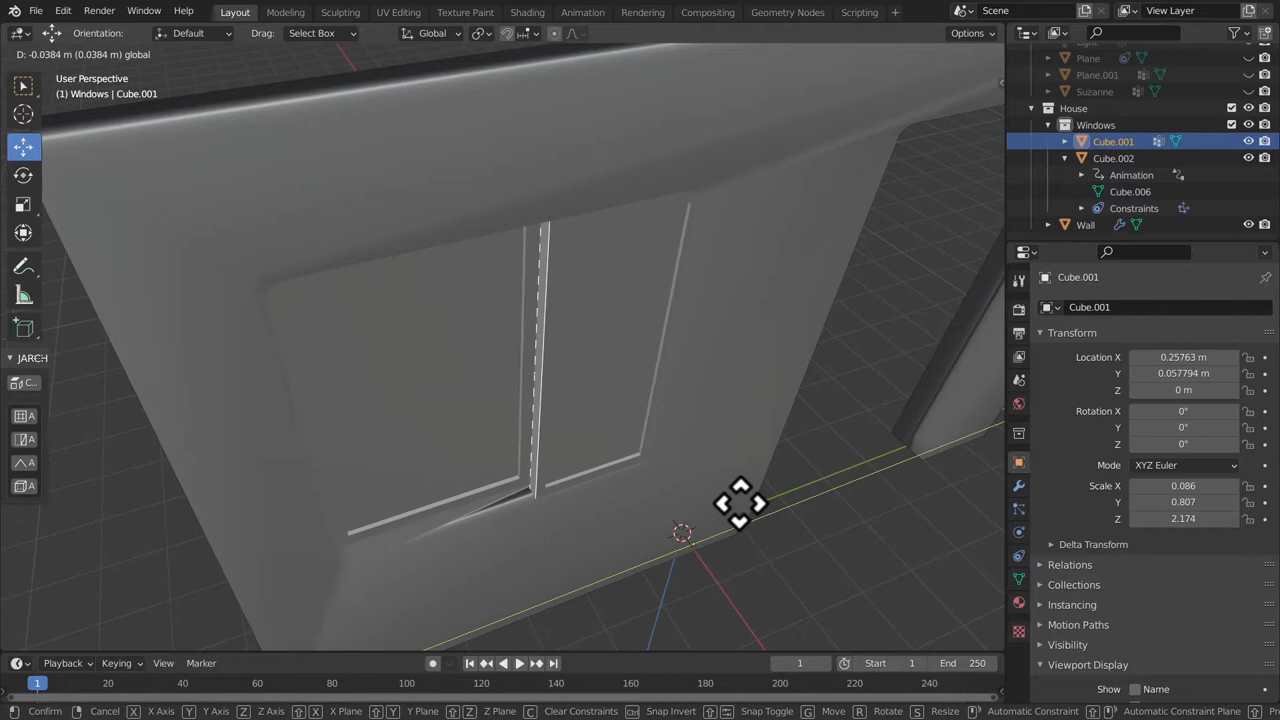 File Edit Render Window Help Layout Modeling Sculpting UV Editing Texture Paint Shading Animation Rendering Compositing Geometry Nodes Scripting + Scene View Layer
Orientation: Default Drag: Select Box Global Options
D: -0.0384 m (0.0384 m) global
User Perspective
(1) Windows | Cube.001
JARCH
C...
A
A
A
A
Plane
Plane.001
Suzanne
House
Windows
Cube.001
Cube.002
Animation
Cube.006
Constraints
Wall
Cube.001
Cube.001
Transform
Location X 0.25763 m
Y 0.057794 m
Z 0 m
Rotation X 0°
Y 0°
Z 0°
Mode XYZ Euler
Scale X 0.086
Y 0.807
Z 2.174
Delta Transform
Relations
Collections
Instancing
Motion Paths
Visibility
Viewport Display
Show Name
Playback Keying View Marker 1 Start 1 End 250
1 20 40 60 80 100 120 140 160 180 200 220 240
Confirm Cancel X X Axis Y Y Axis Z Z Axis X X Plane Y Y Plane Z Z Plane C Clear Constraints Ctrl Snap Invert Snap Toggle G Move R Rotate S Resize Automatic Constraint Automatic Constraint Plane